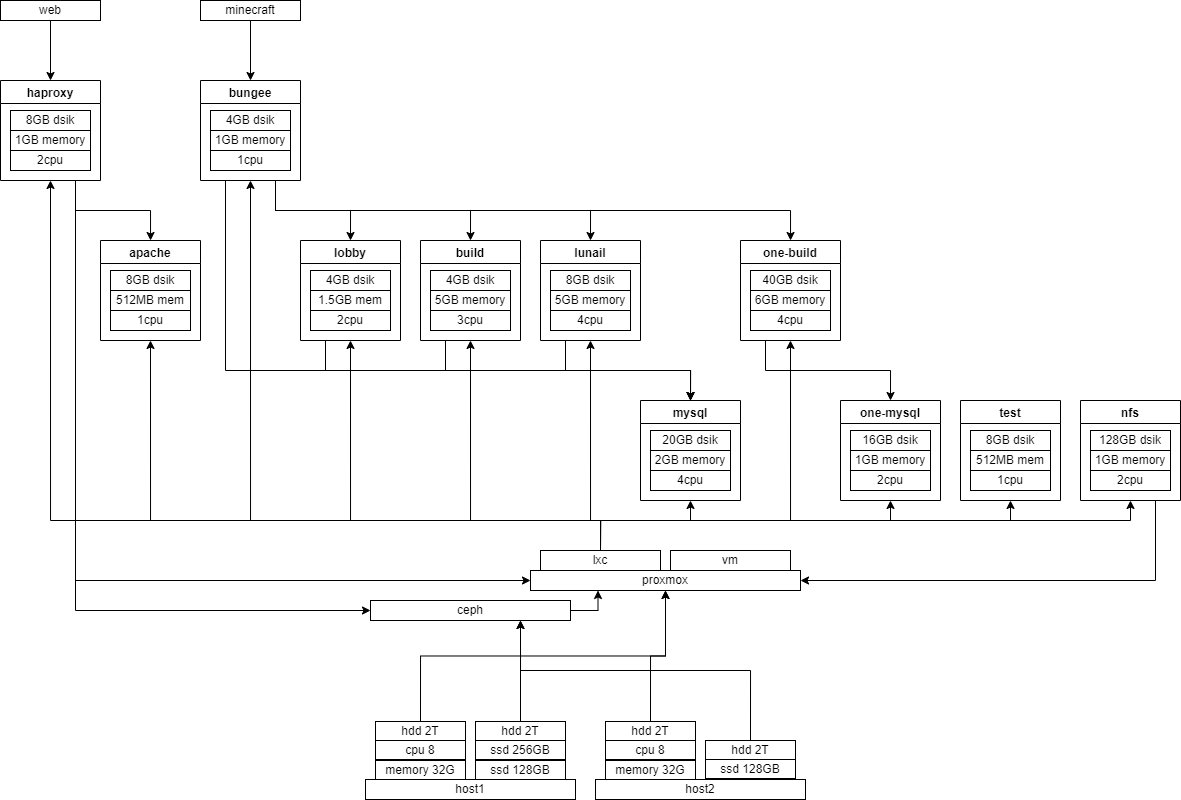 web
minecraft
haproxy
8GB dsik
1GB memory
2cpu
bungee
4GB dsik
1GB memory
1cpu
apache
8GB dsik
512MB mem
1cpu
lobby
4GB dsik
1.5GB mem
2cpu
build
4GB dsik
5GB memory
3cpu
lunail
8GB dsik
5GB memory
4cpu
one-build
40GB dsik
6GB memory
4cpu
mysql
20GB dsik
2GB memory
4cpu
one-mysql
16GB dsik
1GB memory
2cpu
test
8GB dsik
512MB mem
1cpu
nfs
128GB dsik
1GB memory
2cpu
lxc
vm
proxmox
ceph
hdd 2T
cpu 8
memory 32G
hdd 2T
ssd 256GB
ssd 128GB
host1
hdd 2T
cpu 8
memory 32G
hdd 2T
ssd 128GB
host2